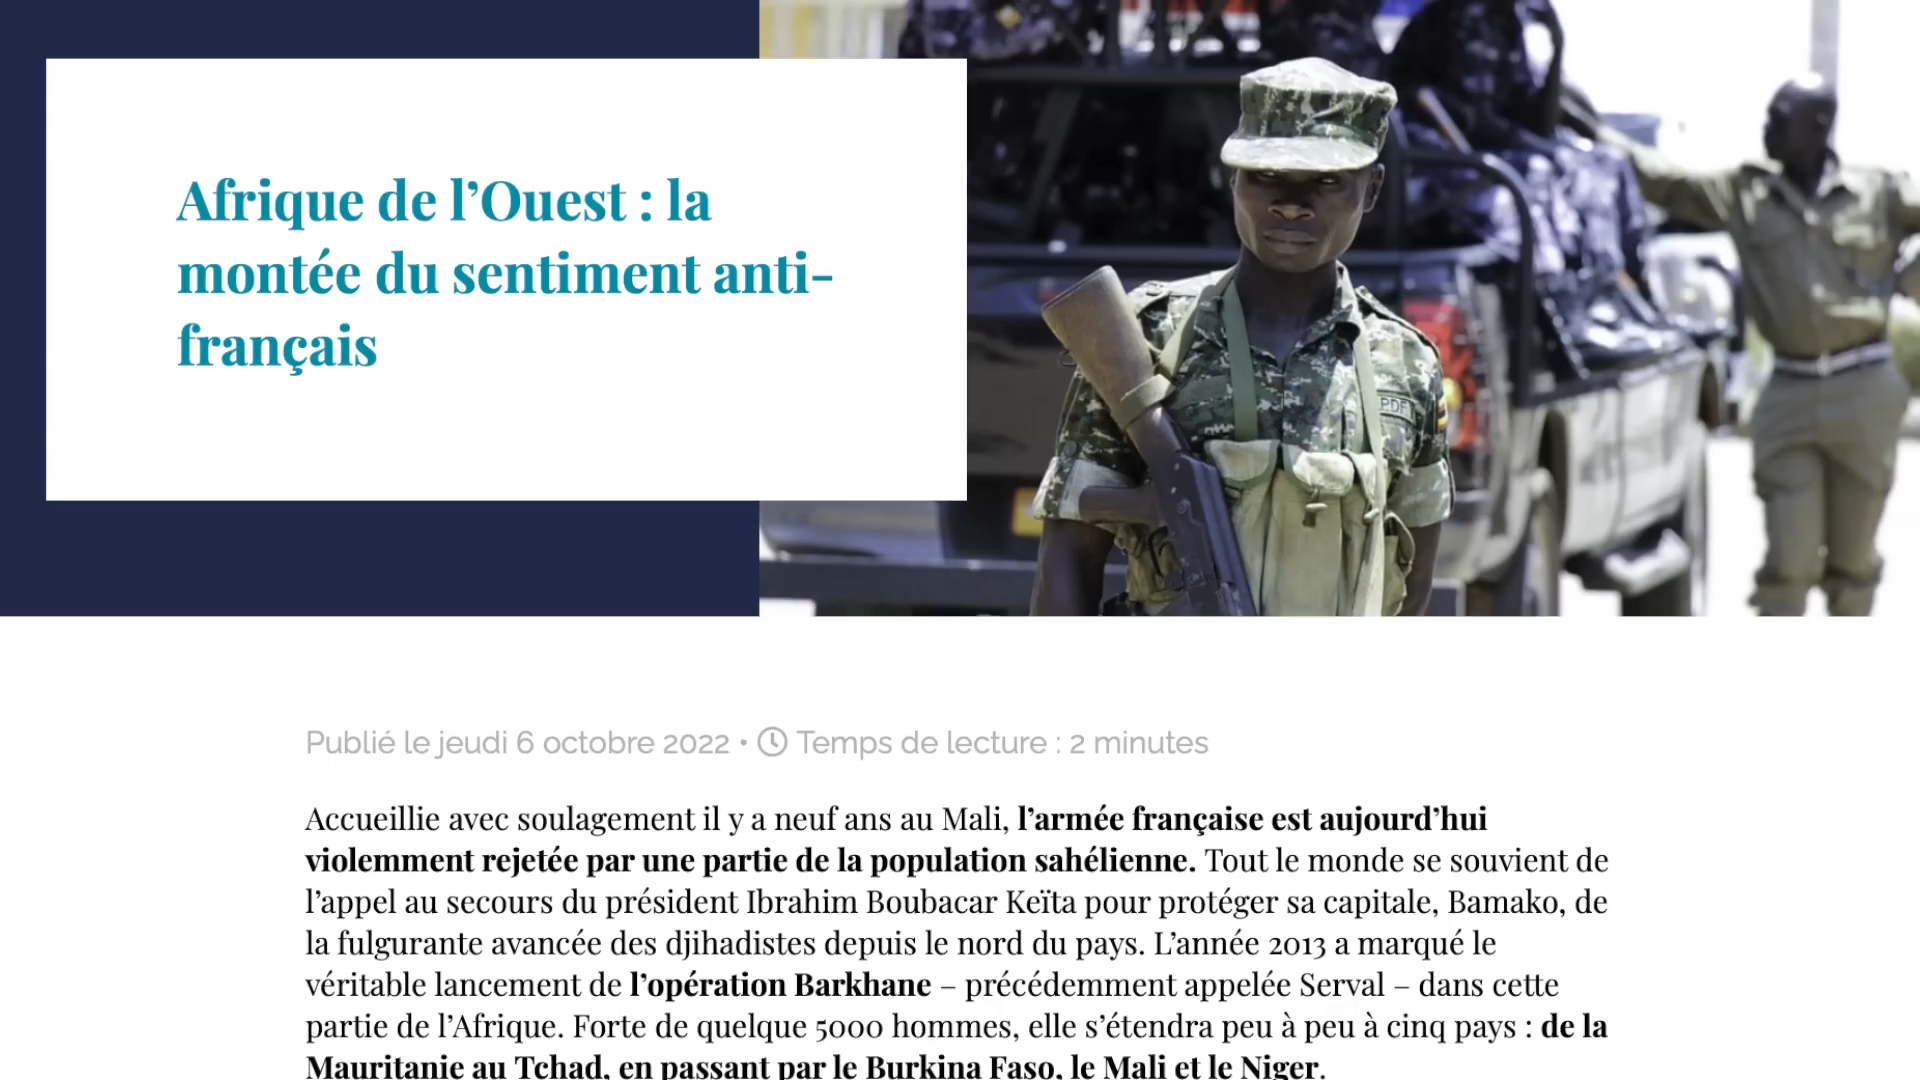 Afrique de l’Ouest : la
montée du sentiment anti-
français
PDF
Publié le jeudi 6 octobre 2022 • Temps de lecture : 2 minutes
Accueillie avec soulagement il y a neuf ans au Mali, l’armée française est aujourd’hui
violemment rejetée par une partie de la population sahélienne. Tout le monde se souvient de
l’appel au secours du président Ibrahim Boubacar Keïta pour protéger sa capitale, Bamako, de
la fulgurante avancée des djihadistes depuis le nord du pays. L’année 2013 a marqué le
véritable lancement de l’opération Barkhane – précédemment appelée Serval – dans cette
partie de l’Afrique. Forte de quelque 5000 hommes, elle s’étendra peu à peu à cinq pays : de la
Mauritanie au Tchad, en passant par le Burkina Faso, le Mali et le Niger.